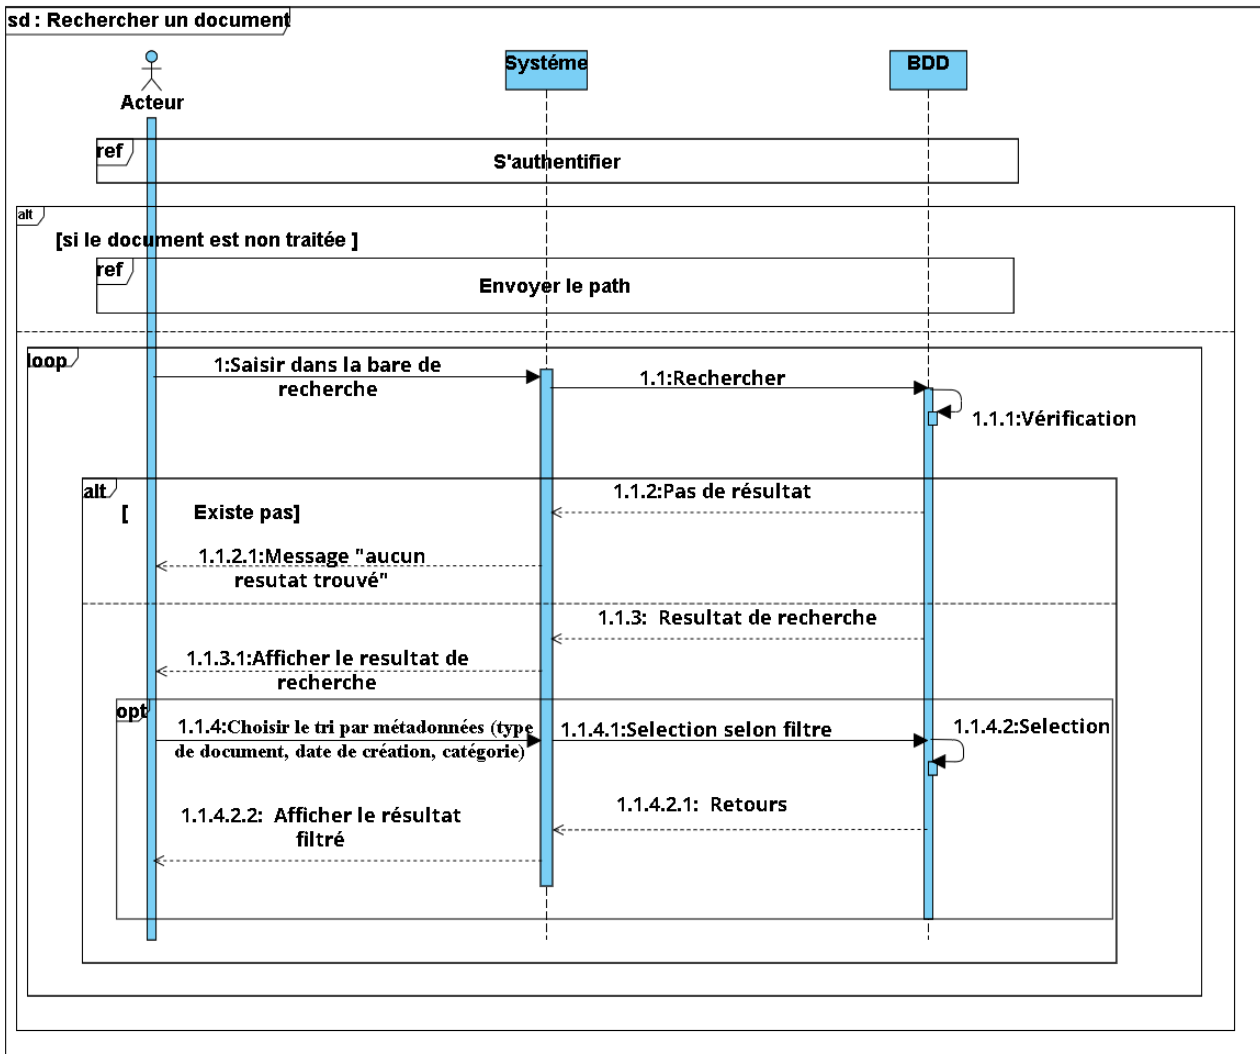 sd : Rechercher un document
Acteur
Systéme
BDD
ref
S'authentifier
alt
[si le document est non traitée ]
ref
Envoyer le path
loop
1:Saisir dans la bare de
recherche
1.1:Rechercher
1.1.1:Vérification
alt
[ Existe pas]
1.1.2:Pas de résultat
1.1.2.1:Message "aucun
resutat trouvé"
1.1.3: Resultat de recherche
1.1.3.1:Afficher le resultat de
recherche
opt
1.1.4:Choisir le tri par métadonnées (type
de document, date de création, catégorie)
1.1.4.1:Selection selon filtre
1.1.4.2:Selection
1.1.4.2.1: Retours
1.1.4.2.2: Afficher le résultat
filtré